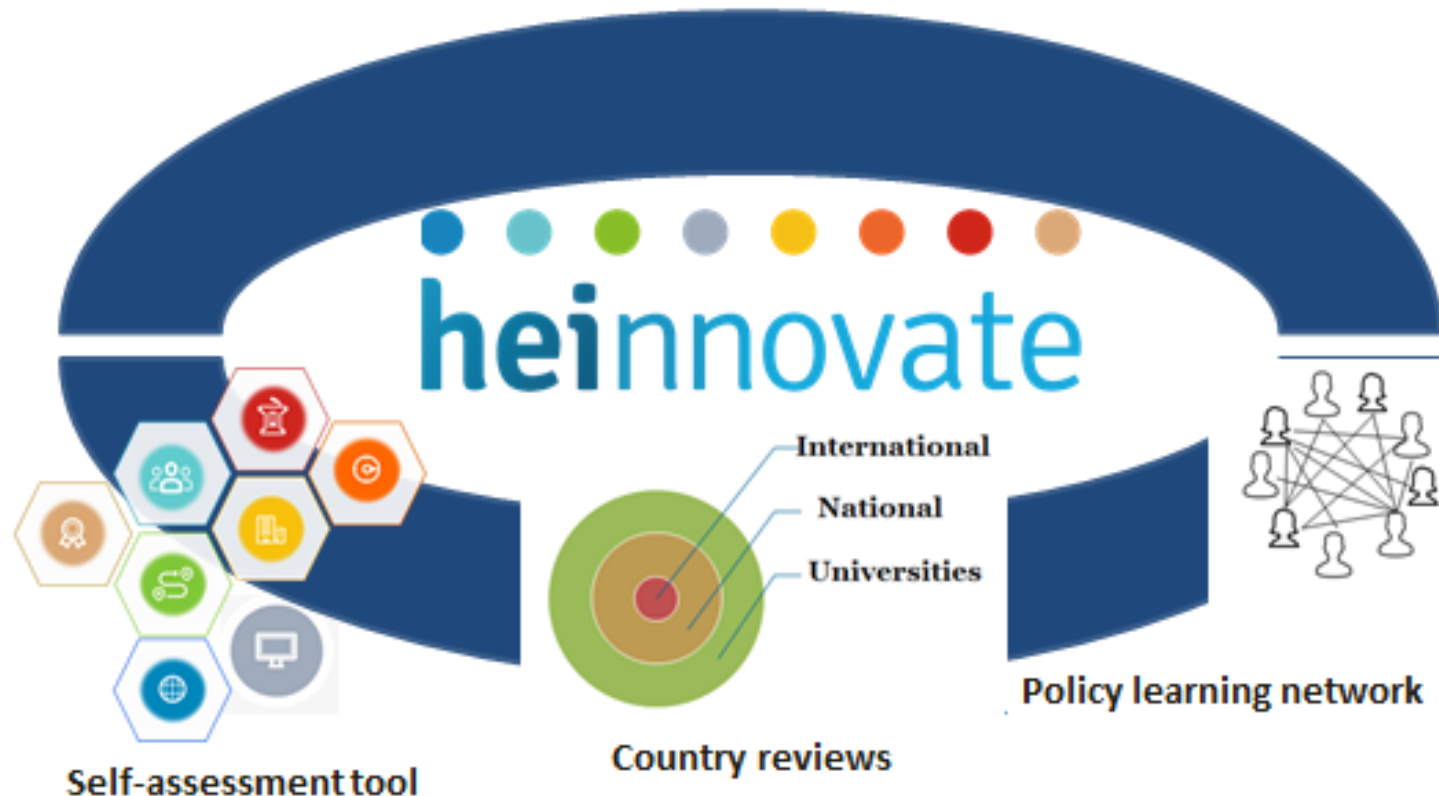 heinnovate
International
National
Universities
Policy learning network
Country reviews
Self-assessment tool